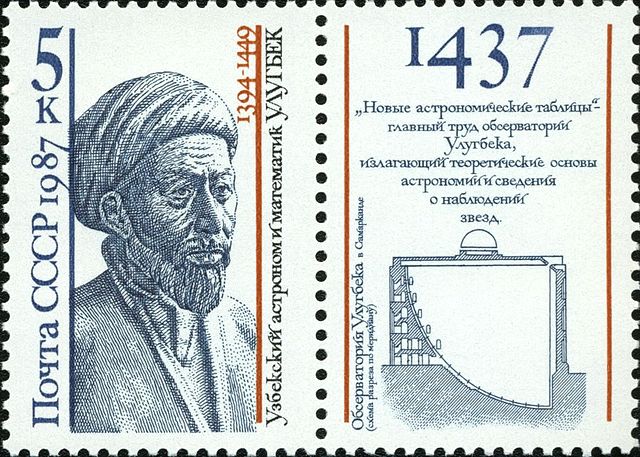 5
к
Почта СССР 1987
1394-1449
Узбекский астроном и математик УЛУГБЕК
1437
„Новые астрономические таблицы“-
главный труд обсерватории
Улугбека,
излагающий теоретические основы
астрономии и сведения
о наблюдений
звезд.
Обсерватория Улугбека в Самарканде
(схема разреза по меридиану)